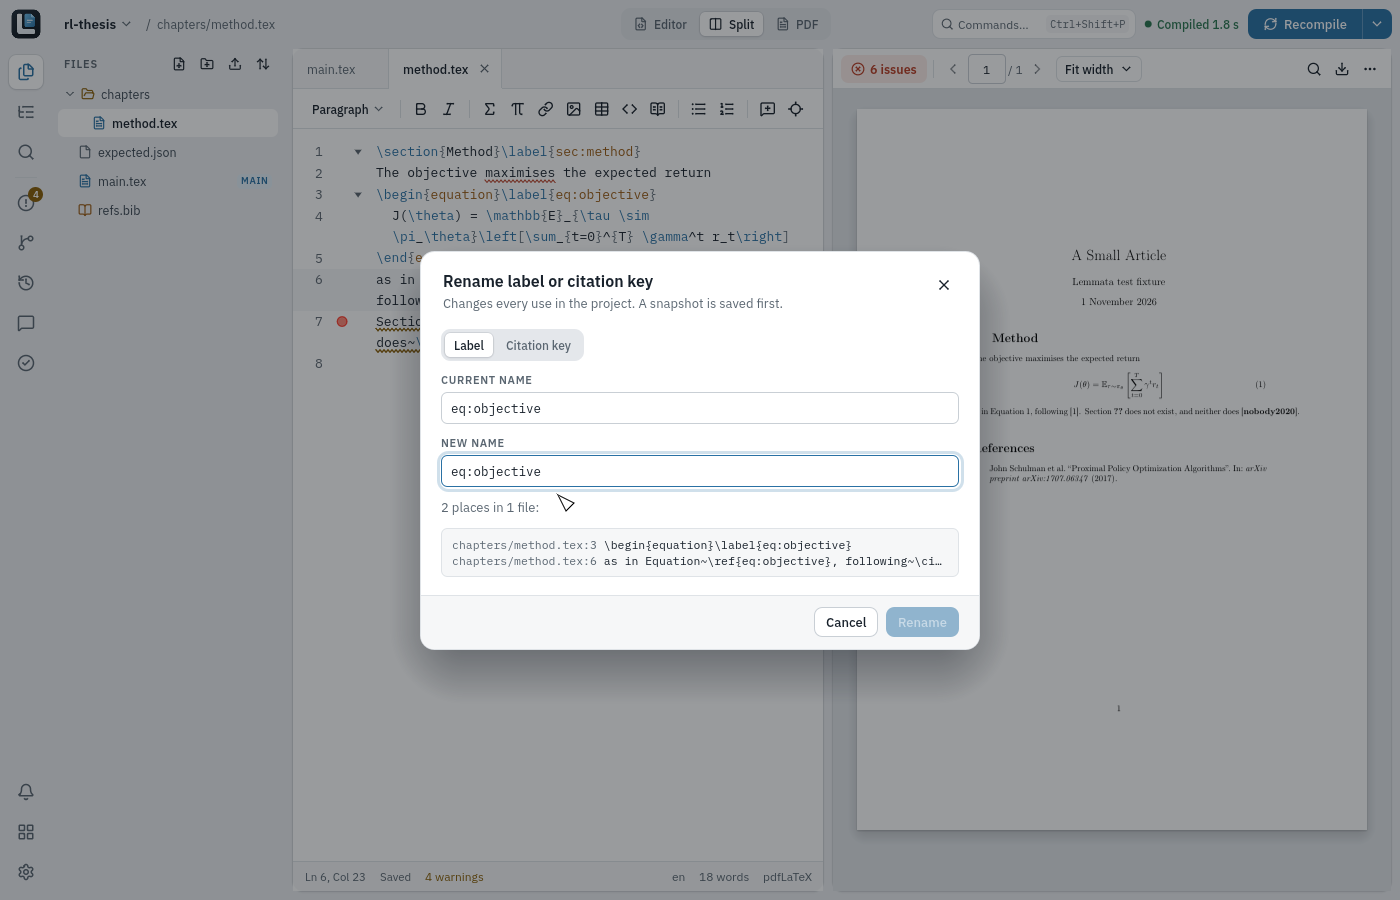 rl-thesis / chapters/method.tex
Editor Split PDF
Commands... Ctrl+Shift+P
Compiled 1.8 s
Recompile
FILES
chapters
method.tex
expected.json
main.tex MAIN
refs.bib
4
main.tex method.tex
Paragraph
1 \section{Method}\label{sec:method}
2 The objective maximises the expected return
3 \begin{equation}\label{eq:objective}
4 J(\theta) = \mathbb{E}_{\tau \sim
\pi_\theta}\left[\sum_{t=0}^{T} \gamma^t r_t\right]
5 \end{e
6 as in
follow
7 Sectio
does~\
8
Ln 6, Col 23 Saved 4 warnings en 18 words pdfLaTeX
6 issues 1 / 1 Fit width
A Small Article
Lemmata test fixture
1 November 2026
Method
e objective maximises the expected return
J(θ) = 𝔼τ∼πθ [∑t=0T γtrt] (1)
in Equation 1, following [1]. Section ?? does not exist, and neither does [nobody2020].
eferences
John Schulman et al. “Proximal Policy Optimization Algorithms”. In: arXiv
preprint arXiv:1707.06347 (2017).
1
Rename label or citation key
Changes every use in the project. A snapshot is saved first.
Label Citation key
CURRENT NAME
eq:objective
NEW NAME
eq:objective
2 places in 1 file:
chapters/method.tex:3 \begin{equation}\label{eq:objective}
chapters/method.tex:6 as in Equation~\ref{eq:objective}, following~\ci…
Cancel Rename